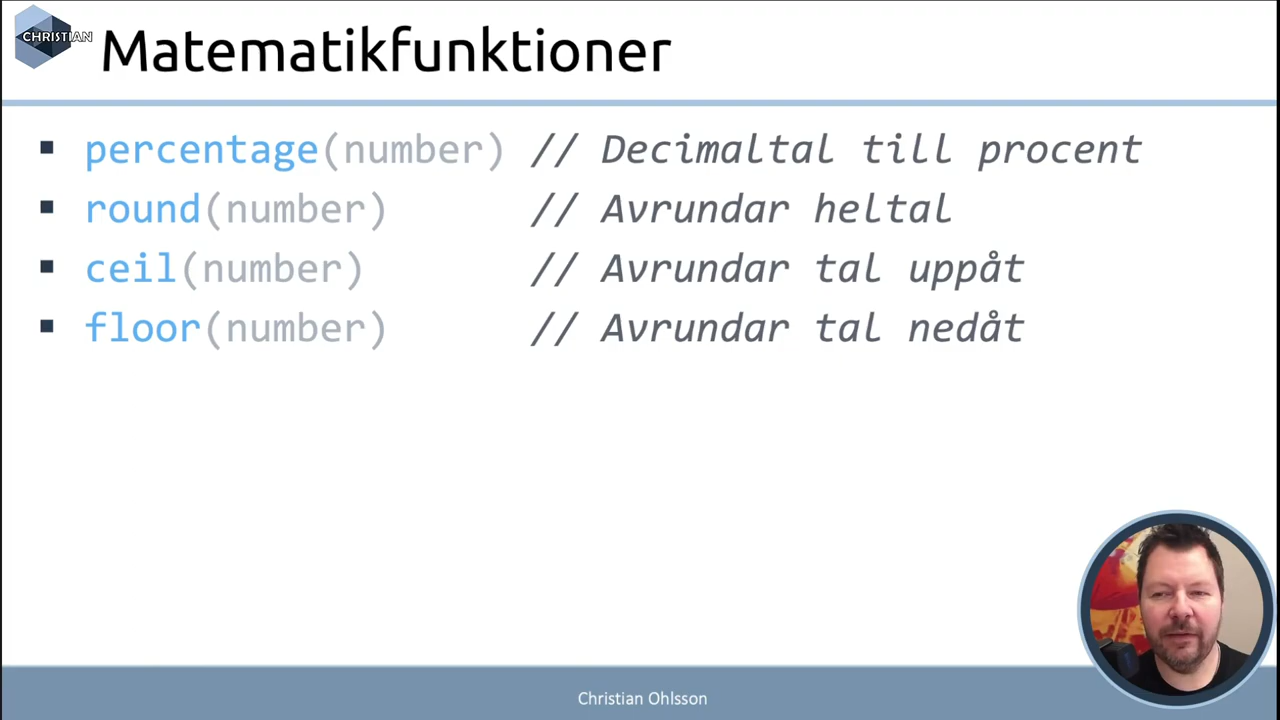 CHRISTIAN
Matematikfunktioner
▪ percentage(number) // Decimaltal till procent
▪ round(number) // Avrundar heltal
▪ ceil(number) // Avrundar tal uppåt
▪ floor(number) // Avrundar tal nedåt
Christian Ohlsson